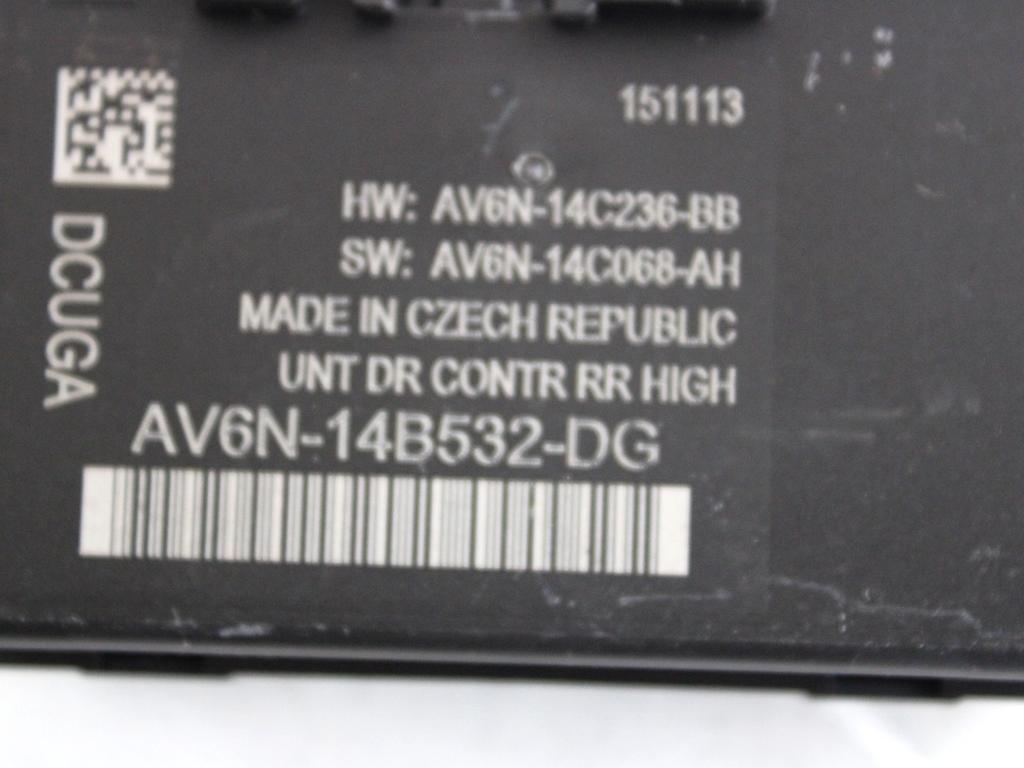 151113
HW: AV6N-14C236-BB
SW: AV6N-14C068-AH
MADE IN CZECH REPUBLIC
UNT DR CONTR RR HIGH
AV6N-14B532-DG
DCUGA